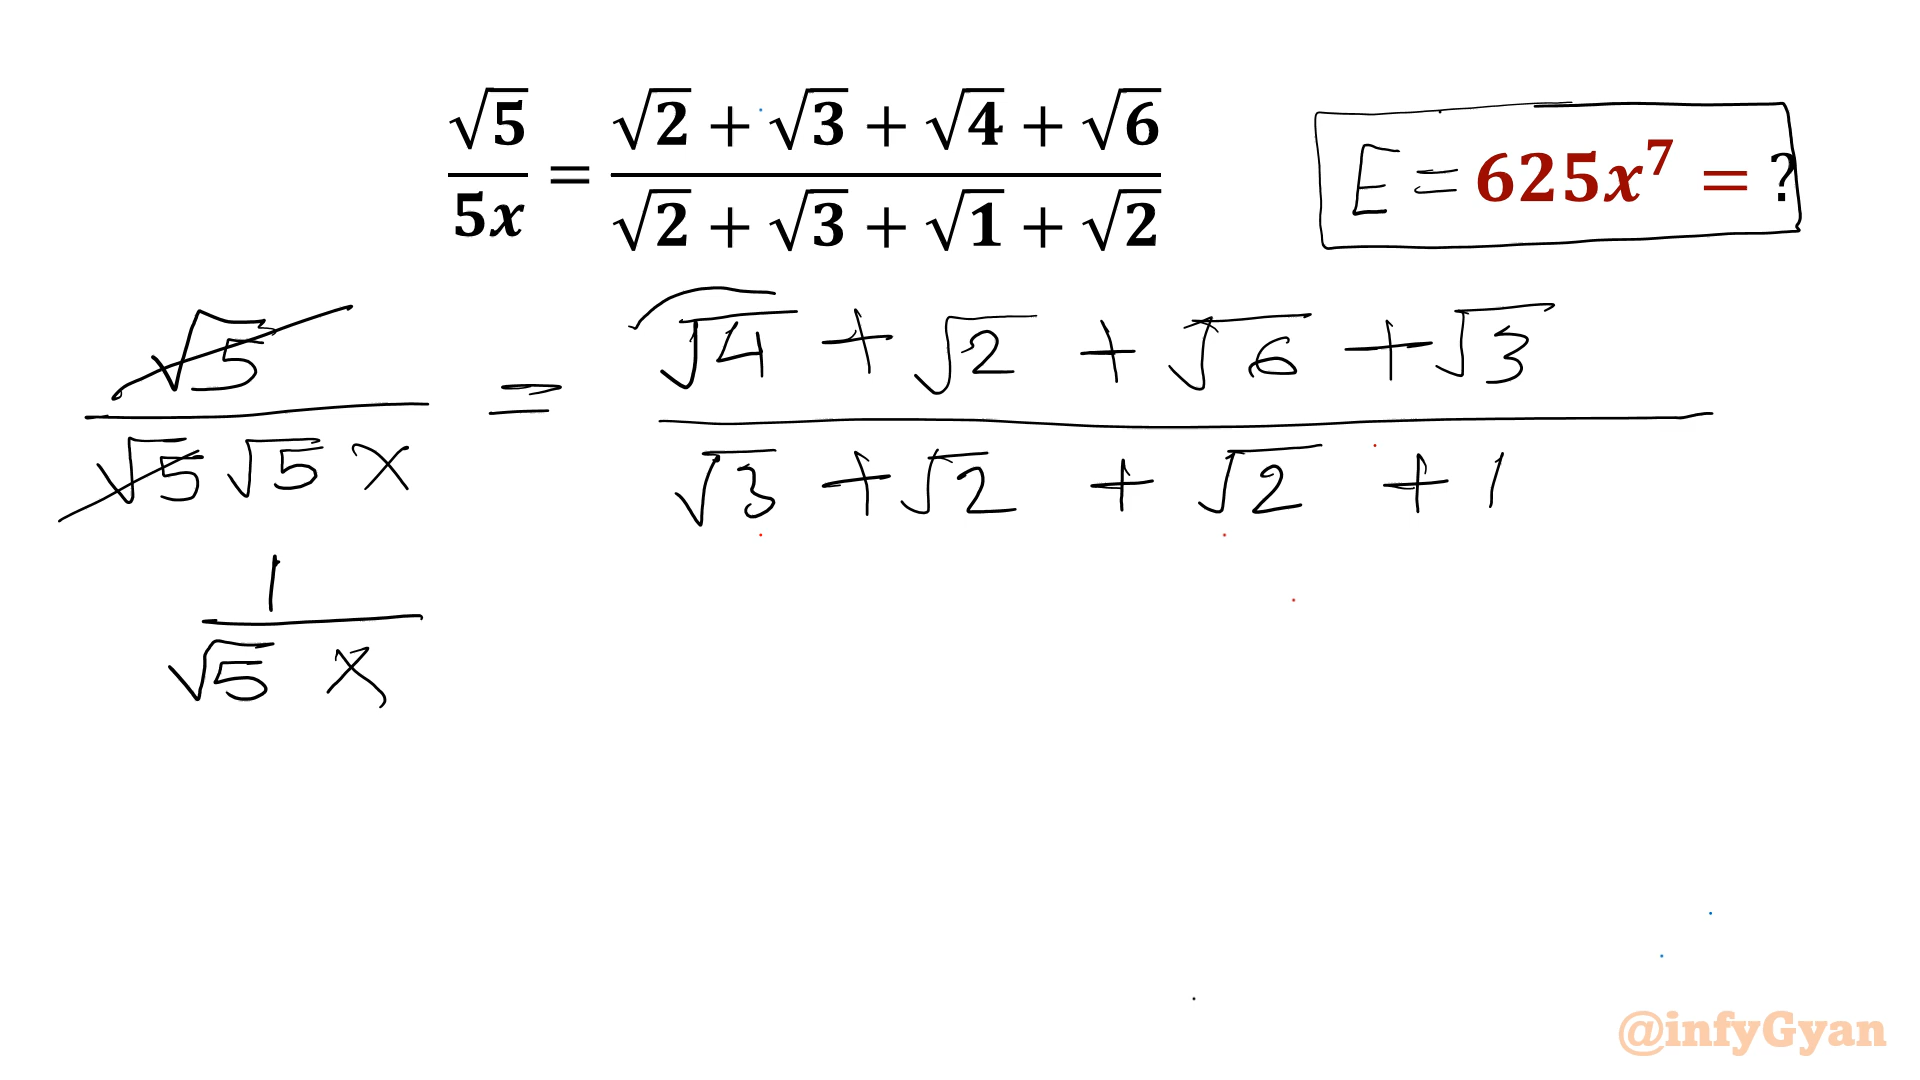 √5/5x = (√2 + √3 + √4 + √6)/(√2 + √3 + √1 + √2)
E = 625x⁷ = ?
√5/(√5 √5 x) = (√4 + √2 + √6 + √3)/(√3 + √2 + √2 + 1)
1/(√5 x)
@infyGyan